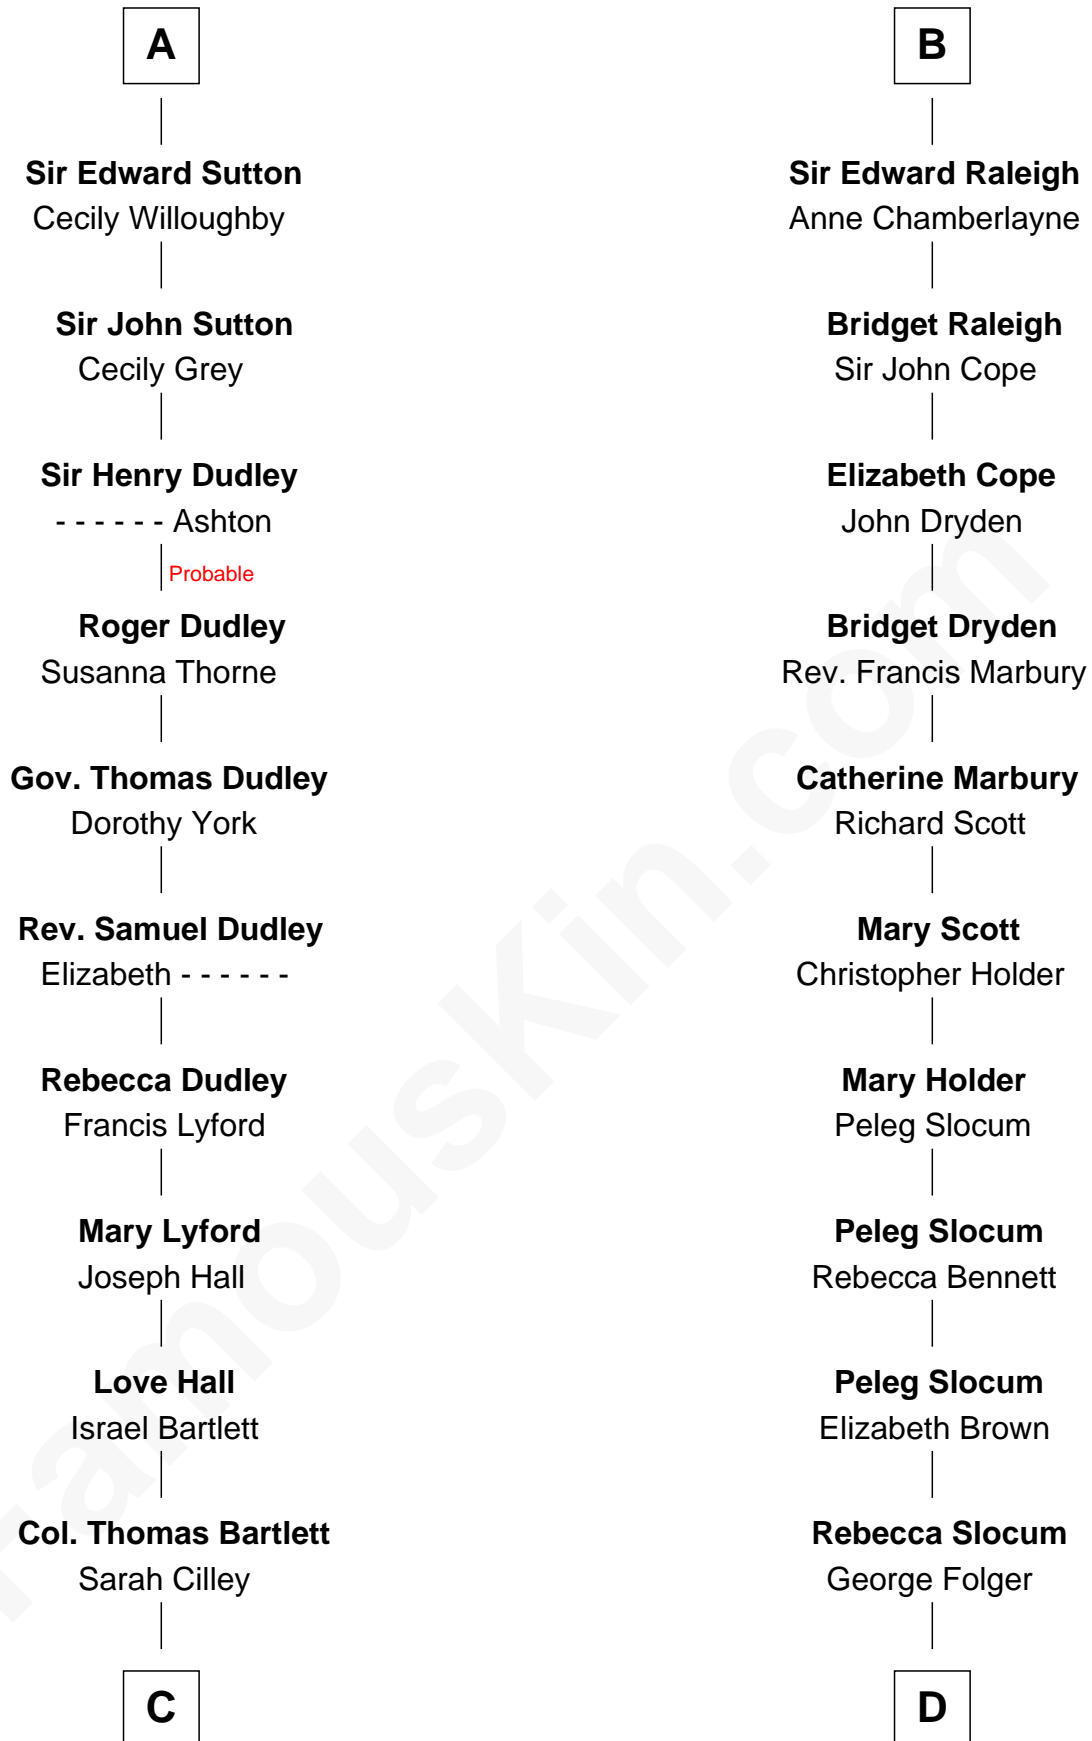 A
Sir Edward Sutton
Cecily Willoughby
Sir John Sutton
Cecily Grey
Sir Henry Dudley
- - - - - - Ashton
Probable
Roger Dudley
Susanna Thorne
Gov. Thomas Dudley
Dorothy York
Rev. Samuel Dudley
Elizabeth - - - - - -
Rebecca Dudley
Francis Lyford
Mary Lyford
Joseph Hall
Love Hall
Israel Bartlett
Col. Thomas Bartlett
Sarah Cilley
C
B
Sir Edward Raleigh
Anne Chamberlayne
Bridget Raleigh
Sir John Cope
Elizabeth Cope
John Dryden
Bridget Dryden
Rev. Francis Marbury
Catherine Marbury
Richard Scott
Mary Scott
Christopher Holder
Mary Holder
Peleg Slocum
Peleg Slocum
Rebecca Bennett
Peleg Slocum
Elizabeth Brown
Rebecca Slocum
George Folger
D
FamousKin.com